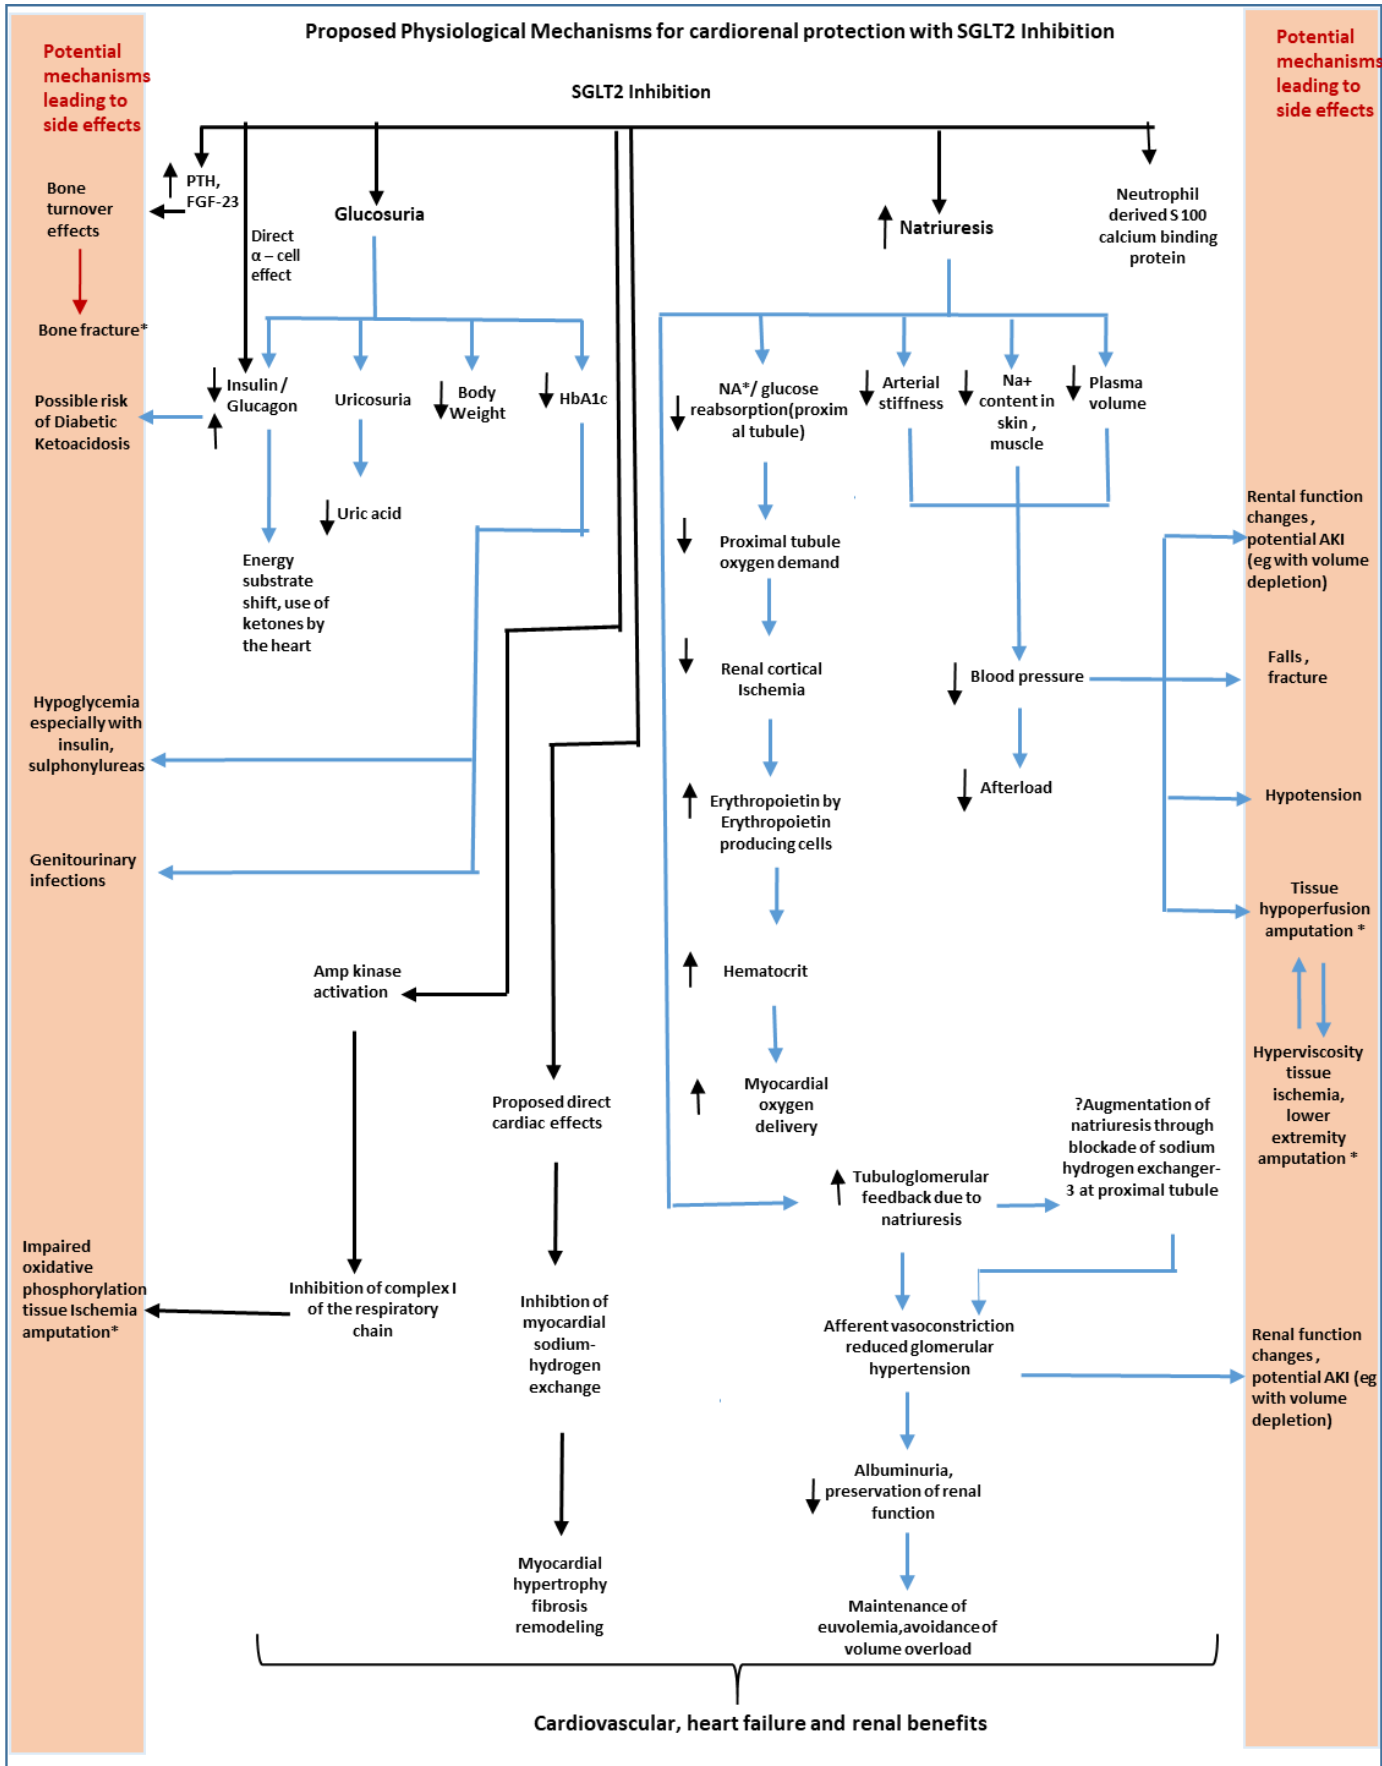 Proposed Physiological Mechanisms for cardiorenal protection with SGLT2 Inhibition
Potential
mechanisms
leading to
side effects
Potential
mechanisms
leading to
side effects
SGLT2 Inhibition
PTH,
FGF-23
Bone
turnover
effects
Bone fracture*
Direct
α – cell
effect
Glucosuria
Natriuresis
Neutrophil
derived S 100
calcium binding
protein
Insulin /
Glucagon
Uricosuria
Body
Weight
HbA1c
Possible risk
of Diabetic
Ketoacidosis
Uric acid
Energy
substrate
shift, use of
ketones by
the heart
NA*/ glucose
reabsorption(proxim
al tubule)
Arterial
stiffness
Na+
content in
skin ,
muscle
Plasma
volume
Proximal tubule
oxygen demand
Renal cortical
Ischemia
Erythropoietin by
Erythropoietin
producing cells
Hematocrit
Myocardial
oxygen
delivery
Blood pressure
Afterload
Rental function
changes ,
potential AKI
(eg with volume
depletion)
Falls ,
fracture
Hypotension
Tissue
hypoperfusion
amputation *
Hyperviscosity
tissue
ischemia,
lower
extremity
amputation *
Hypoglycemia
especially with
insulin,
sulphonylureas
Genitourinary
infections
Amp kinase
activation
Proposed direct
cardiac effects
Tubuloglomerular
feedback due to
natriuresis
?Augmentation of
natriuresis through
blockade of sodium
hydrogen exchanger-
3 at proximal tubule
Impaired
oxidative
phosphorylation
tissue Ischemia
amputation*
Inhibition of complex I
of the respiratory
chain
Inhibtion of
myocardial
sodium-
hydrogen
exchange
Afferent vasoconstriction
reduced glomerular
hypertension
Renal function
changes ,
potential AKI (eg
with volume
depletion)
Albuminuria,
preservation of renal
function
Myocardial
hypertrophy
fibrosis
remodeling
Maintenance of
euvolemia,avoidance of
volume overload
Cardiovascular, heart failure and renal benefits